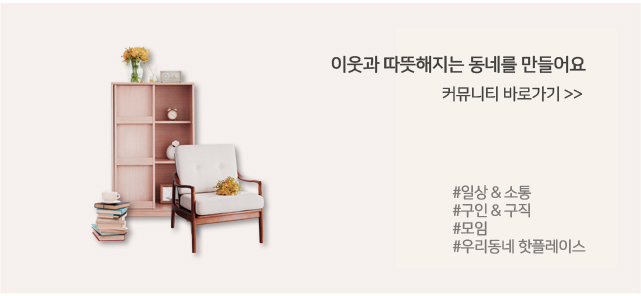 이웃과 따뜻해지는 동네를 만들어요
커뮤니티 바로가기 >>
#일상 & 소통
#구인 & 구직
#모임
#우리동네 핫플레이스